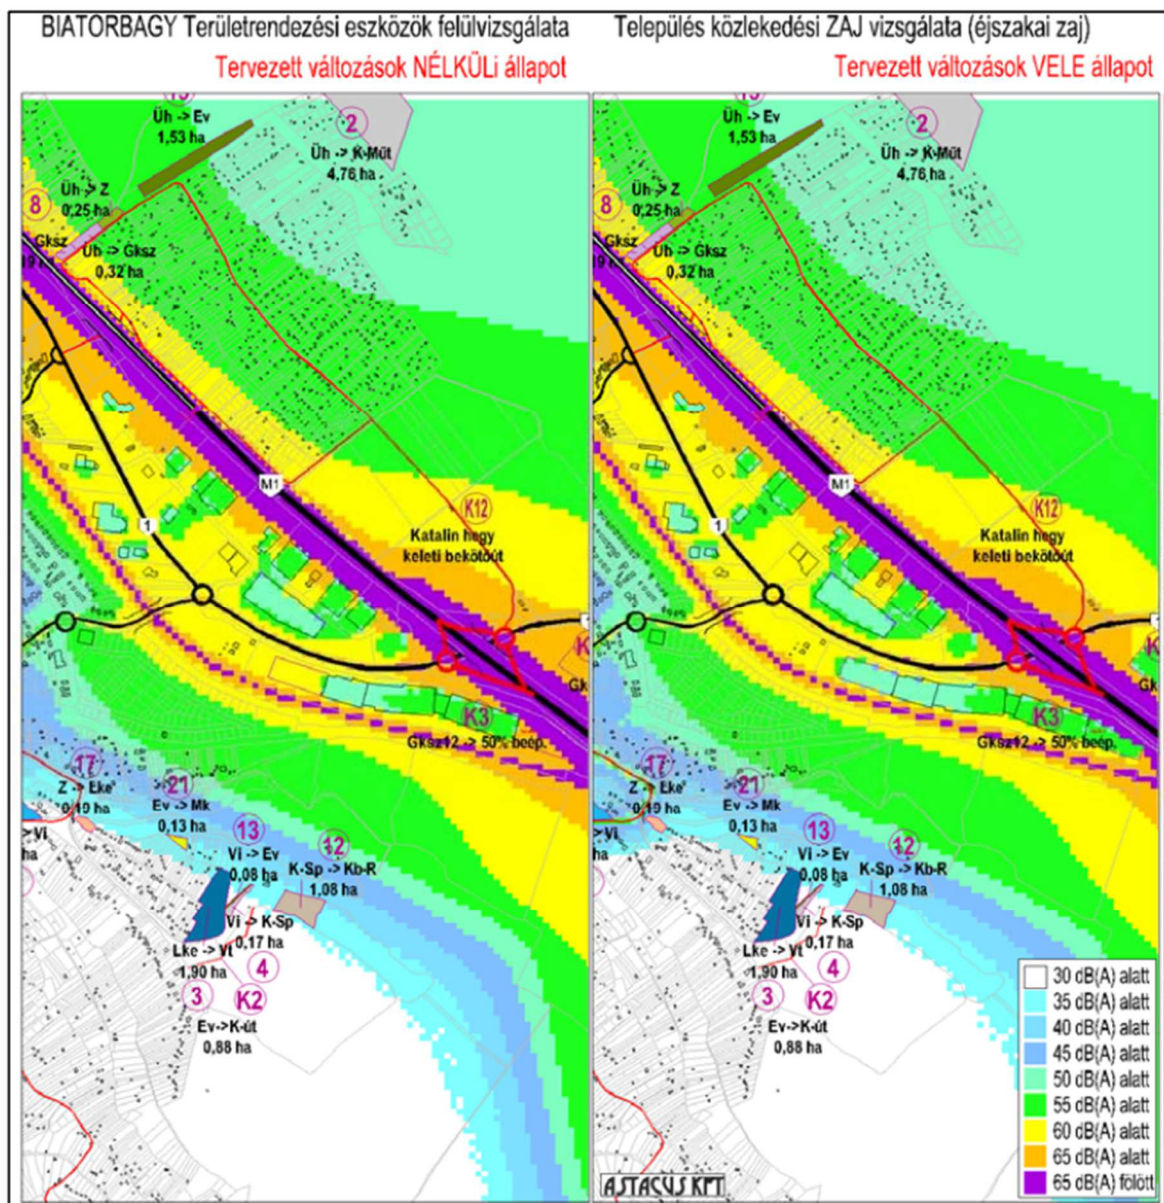 BIATORBAGY Területrendezési eszközök felülvizsgálata
Település közlekedési ZAJ vizsgálata (éjszakai zaj)
Tervezett változások NÉLKÜLi állapot
Tervezett változások VELE állapot
Üh -> Ev
1,53 ha
2
Üh -> K-Műt
4,76 ha
8
Üh -> Z
0,25 ha
Gksz
Üh -> Gksz
0,32 ha
M1
1
K12
Katalin hegy
keleti bekötőút
K3
Gksz12 -> 50% beép.
17
Z -> Lke
0,19 ha
21
Ev -> Mk
0,13 ha
13
Vi -> Ev
0,08 ha
12
K-Sp -> Kb-R
1,08 ha
Vi -> K-Sp
0,17 ha
Lke -> Vt
1,90 ha
4
3
K2
Ev->K-út
0,88 ha
Üh -> Ev
1,53 ha
2
Üh -> K-Műt
4,76 ha
8
Üh -> Z
0,25 ha
Gksz
Üh -> Gksz
0,32 ha
M1
1
K12
Katalin hegy
keleti bekötőút
K3
Gksz12 -> 50% beép.
17
Z -> Lke
0,19 ha
21
Ev -> Mk
0,13 ha
13
Vi -> Ev
0,08 ha
12
K-Sp -> Kb-R
1,08 ha
Vi -> K-Sp
0,17 ha
Lke -> Vt
1,90 ha
4
3
K2
Ev->K-út
0,88 ha
30 dB(A) alatt
35 dB(A) alatt
40 dB(A) alatt
45 dB(A) alatt
50 dB(A) alatt
55 dB(A) alatt
60 dB(A) alatt
65 dB(A) alatt
65 dB(A) fölött
ASTACUS KFT